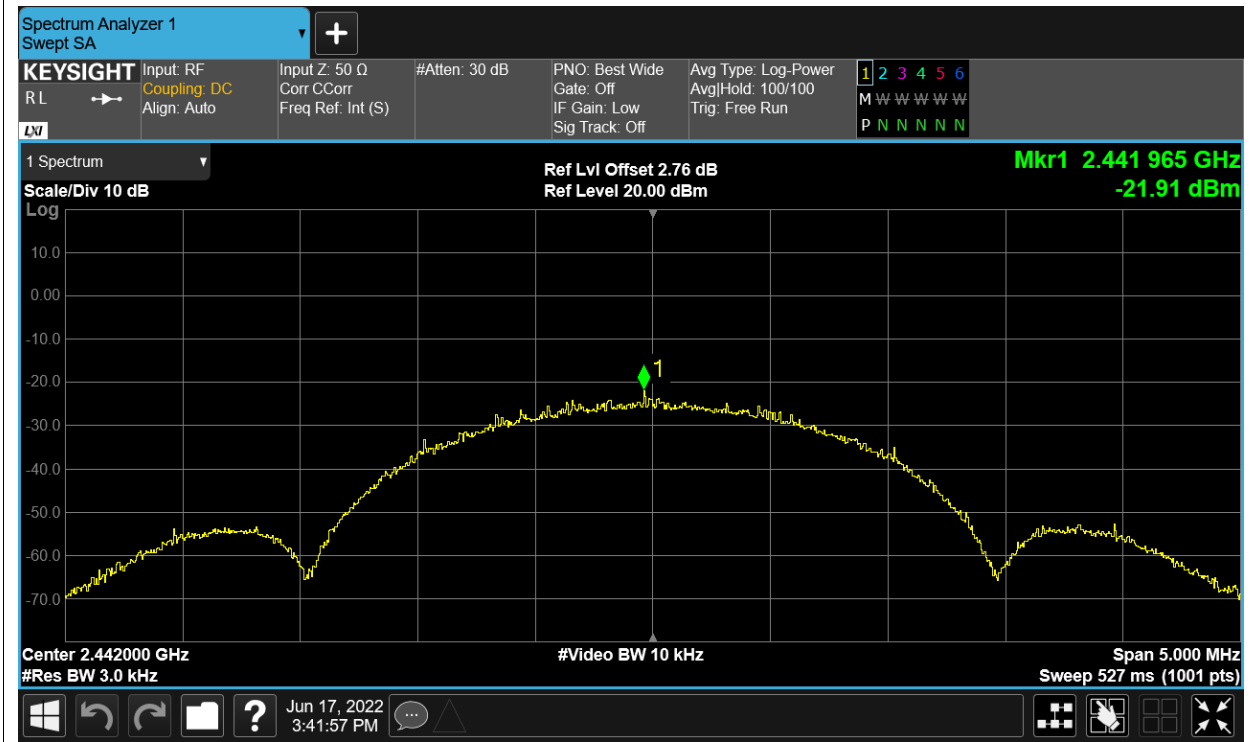 Spectrum Analyzer 1
Swept SA
KEYSIGHT
R L
LXI
Input: RF
Coupling: DC
Align: Auto
Input Z: 50 Ω
Corr CCorr
Freq Ref: Int (S)
#Atten: 30 dB
PNO: Best Wide
Gate: Off
IF Gain: Low
Sig Track: Off
Avg Type: Log-Power
Avg|Hold: 100/100
Trig: Free Run
1 2 3 4 5 6
M W W W W W
P N N N N N
1 Spectrum
Scale/Div 10 dB
Log
Ref Lvl Offset 2.76 dB
Ref Level 20.00 dBm
Mkr1 2.441 965 GHz
-21.91 dBm
10.0
0.00
-10.0
-20.0
-30.0
-40.0
-50.0
-60.0
-70.0
1
Center 2.442000 GHz
#Res BW 3.0 kHz
#Video BW 10 kHz
Span 5.000 MHz
Sweep 527 ms (1001 pts)
?
Jun 17, 2022
3:41:57 PM